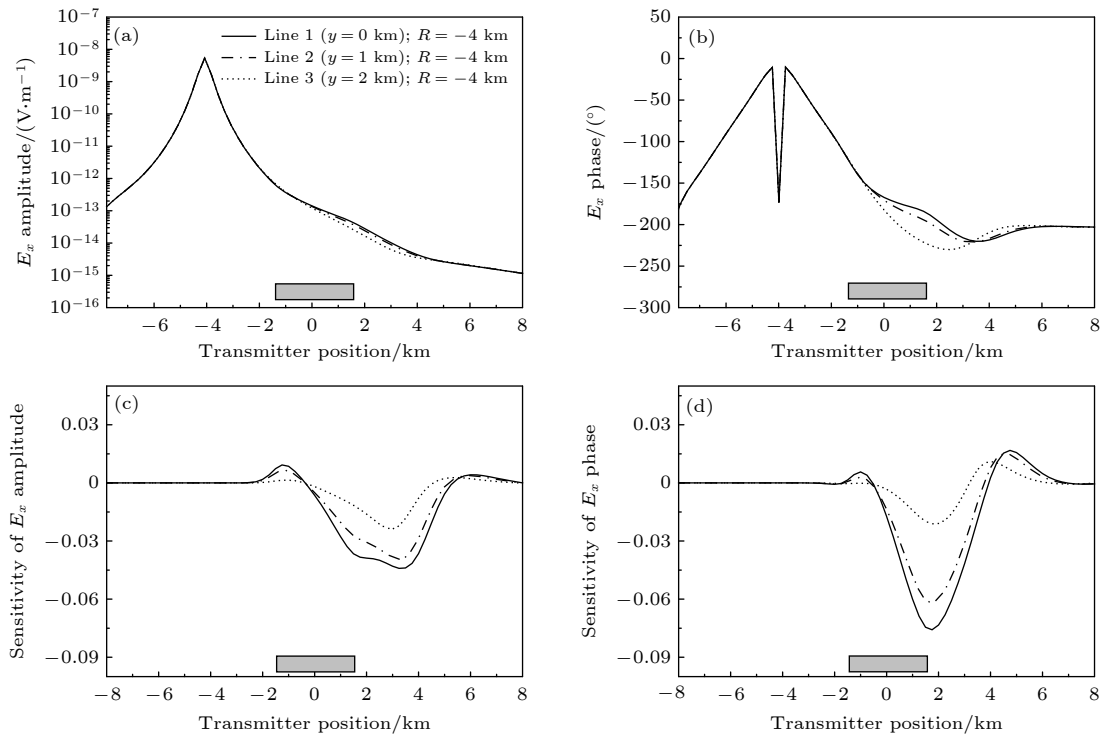 (a)
Line 1 (y=0 km); R=−4 km
Line 2 (y=1 km); R=−4 km
Line 3 (y=2 km); R=−4 km
10−7
10−8
10−9
10−10
10−11
10−12
10−13
10−14
10−15
10−16
Ex amplitude/(V·m−1)
−6 −4 −2 0 2 4 6 8
Transmitter position/km
(b)
50
0
−50
−100
−150
−200
−250
−300
Ex phase/(°)
−6 −4 −2 0 2 4 6 8
Transmitter position/km
(c)
0.03
0
−0.03
−0.06
−0.09
Sensitivity of Ex amplitude
−8 −6 −4 −2 0 2 4 6 8
Transmitter position/km
(d)
0.03
0
−0.03
−0.06
−0.09
Sensitivity of Ex phase
−8 −6 −4 −2 0 2 4 6 8
Transmitter position/km